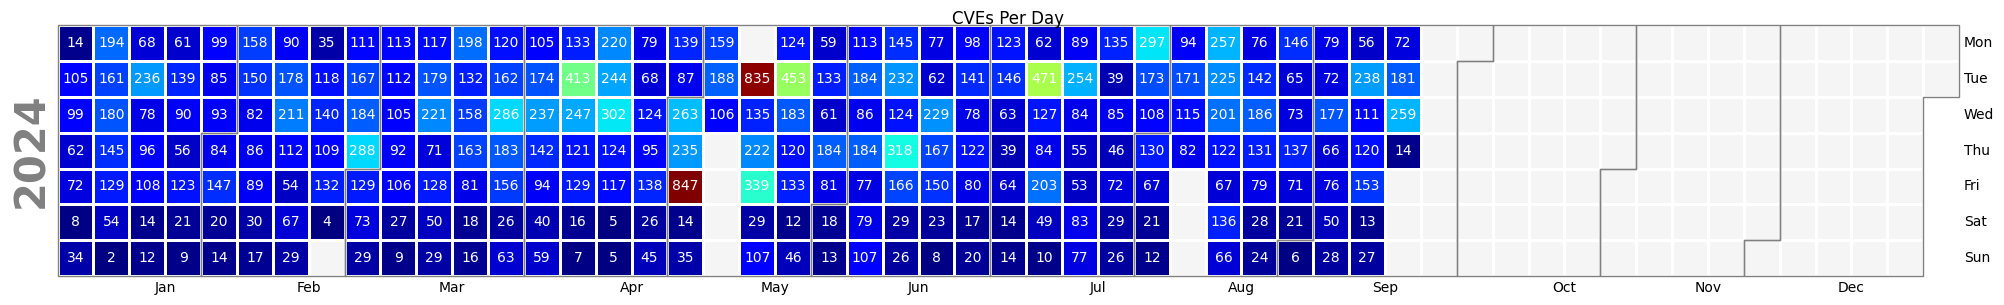 CVEs Per Day
2024
14 194 68 61 99 158 90 35 111 113 117 198 120 105 133 220 79 139 159 124 59 113 145 77 98 123 62 89 135 297 94 257 76 146 79 56 72 Mon
105 161 236 139 85 150 178 118 167 112 179 132 162 174 413 244 68 87 188 835 453 133 184 232 62 141 146 471 254 39 173 171 225 142 65 72 238 181 Tue
99 180 78 90 93 82 211 140 184 105 221 158 286 237 247 302 124 263 106 135 183 61 86 124 229 78 63 127 84 85 108 115 201 186 73 177 111 259 Wed
62 145 96 56 84 86 112 109 288 92 71 163 183 142 121 124 95 235 222 120 184 184 318 167 122 39 84 55 46 130 82 122 131 137 66 120 14 Thu
72 129 108 123 147 89 54 132 129 106 128 81 156 94 129 117 138 847 339 133 81 77 166 150 80 64 203 53 72 67 67 79 71 76 153 Fri
8 54 14 21 20 30 67 4 73 27 50 18 26 40 16 5 26 14 29 12 18 79 29 23 17 14 49 83 29 21 136 28 21 50 13 Sat
34 2 12 9 14 17 29 29 9 29 16 63 59 7 5 45 35 107 46 13 107 26 8 20 14 10 77 26 12 66 24 6 28 27 Sun
Jan Feb Mar Apr May Jun Jul Aug Sep Oct Nov Dec